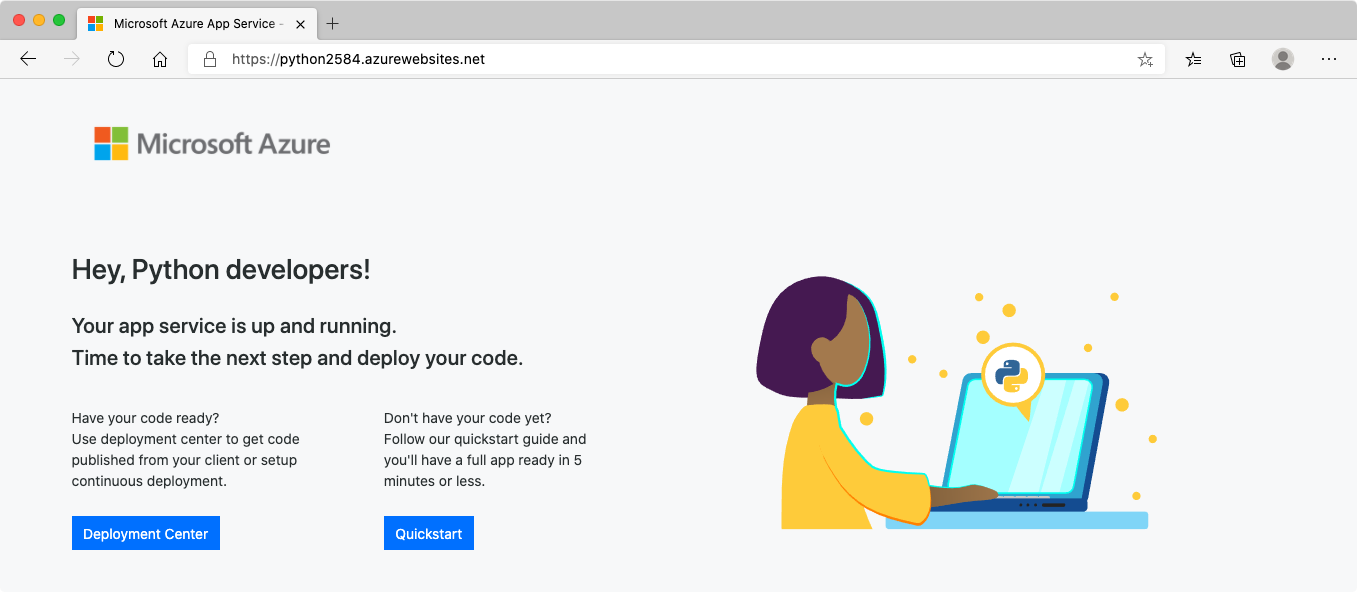 Microsoft Azure App Service -
https://python2584.azurewebsites.net
Microsoft Azure
Hey, Python developers!
Your app service is up and running.
Time to take the next step and deploy your code.
Have your code ready?
Use deployment center to get code
published from your client or setup
continuous deployment.
Deployment Center
Don't have your code yet?
Follow our quickstart guide and
you'll have a full app ready in 5
minutes or less.
Quickstart